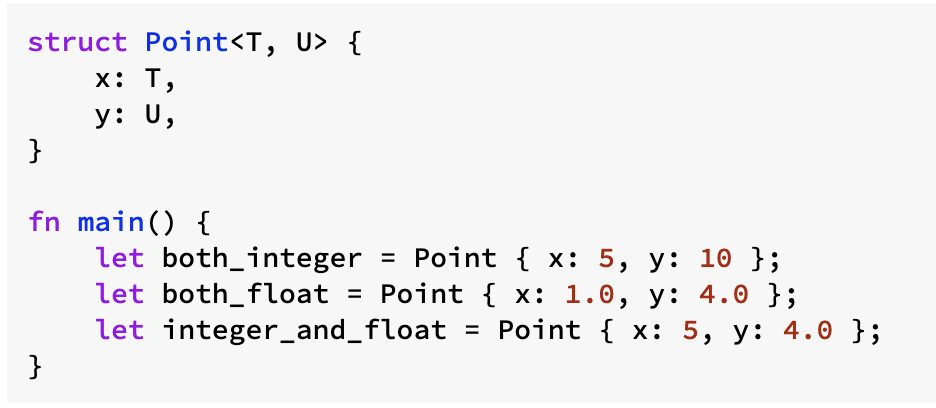 struct Point<T, U> {
    x: T,
    y: U,
}

fn main() {
    let both_integer = Point { x: 5, y: 10 };
    let both_float = Point { x: 1.0, y: 4.0 };
    let integer_and_float = Point { x: 5, y: 4.0 };
}